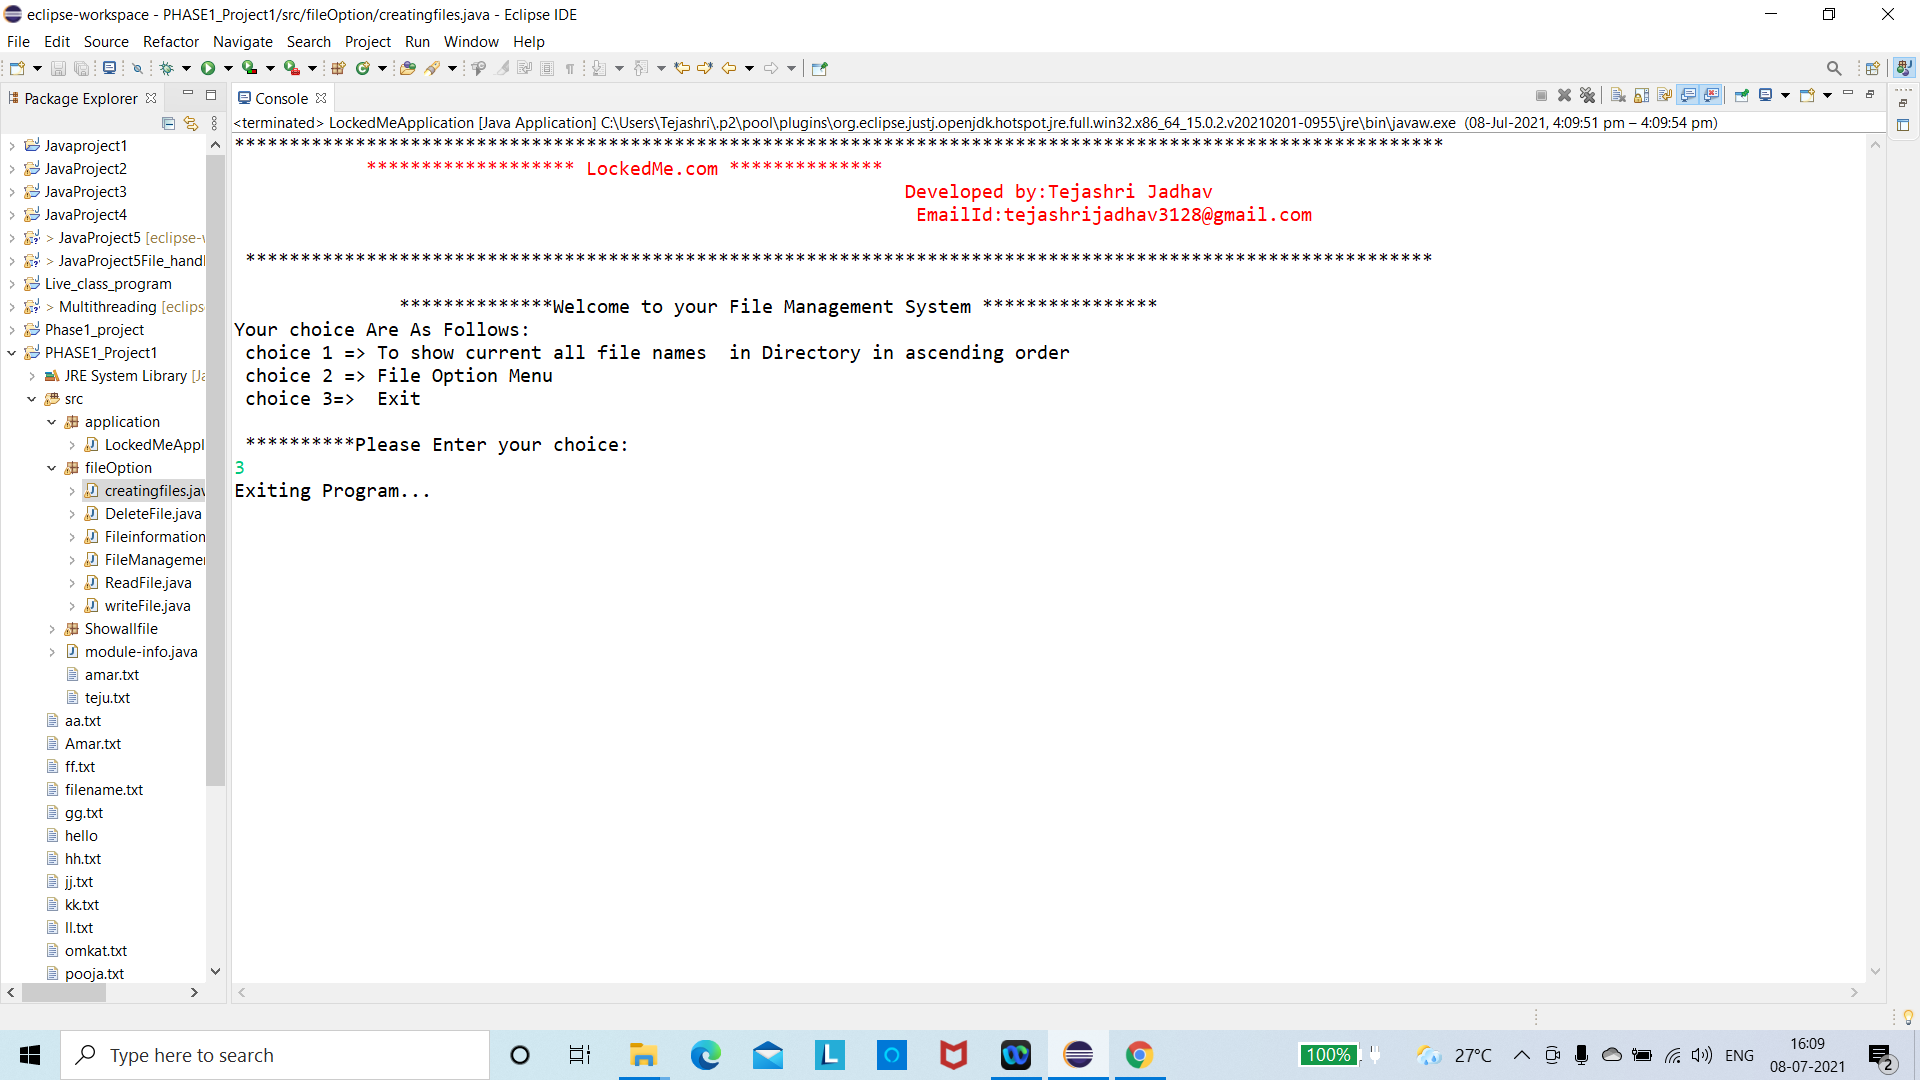 eclipse-workspace - PHASE1_Project1/src/fileOption/creatingfiles.java - Eclipse IDE
File Edit Source Refactor Navigate Search Project Run Window Help
Package Explorer
Console
<terminated> LockedMeApplication [Java Application] C:\Users\Tejashri\.p2\pool\plugins\org.eclipse.justj.openjdk.hotspot.jre.full.win32.x86_64_15.0.2.v20210201-0955\jre\bin\javaw.exe (08-Jul-2021, 4:09:51 pm – 4:09:54 pm)
Javaproject1
JavaProject2
JavaProject3
JavaProject4
> JavaProject5 [eclipse-w
> JavaProject5File_handl
Live_class_program
> Multithreading [eclips
Phase1_project
PHASE1_Project1
JRE System Library [Ja
src
application
LockedMeAppl
fileOption
creatingfiles.jav
DeleteFile.java
Fileinformation
FileManagemer
ReadFile.java
writeFile.java
Showallfile
module-info.java
amar.txt
teju.txt
aa.txt
Amar.txt
ff.txt
filename.txt
gg.txt
hello
hh.txt
jj.txt
kk.txt
ll.txt
omkat.txt
pooja.txt
**************************************************************************************************************
******************* LockedMe.com **************
Developed by:Tejashri Jadhav
EmailId:tejashrijadhav3128@gmail.com
************************************************************************************************************
**************Welcome to your File Management System ****************
Your choice Are As Follows:
choice 1 => To show current all file names  in Directory in ascending order
choice 2 => File Option Menu
choice 3=>  Exit
**********Please Enter your choice:
3
Exiting Program...
Type here to search
100%
27°C
ENG
16:09
08-07-2021
2